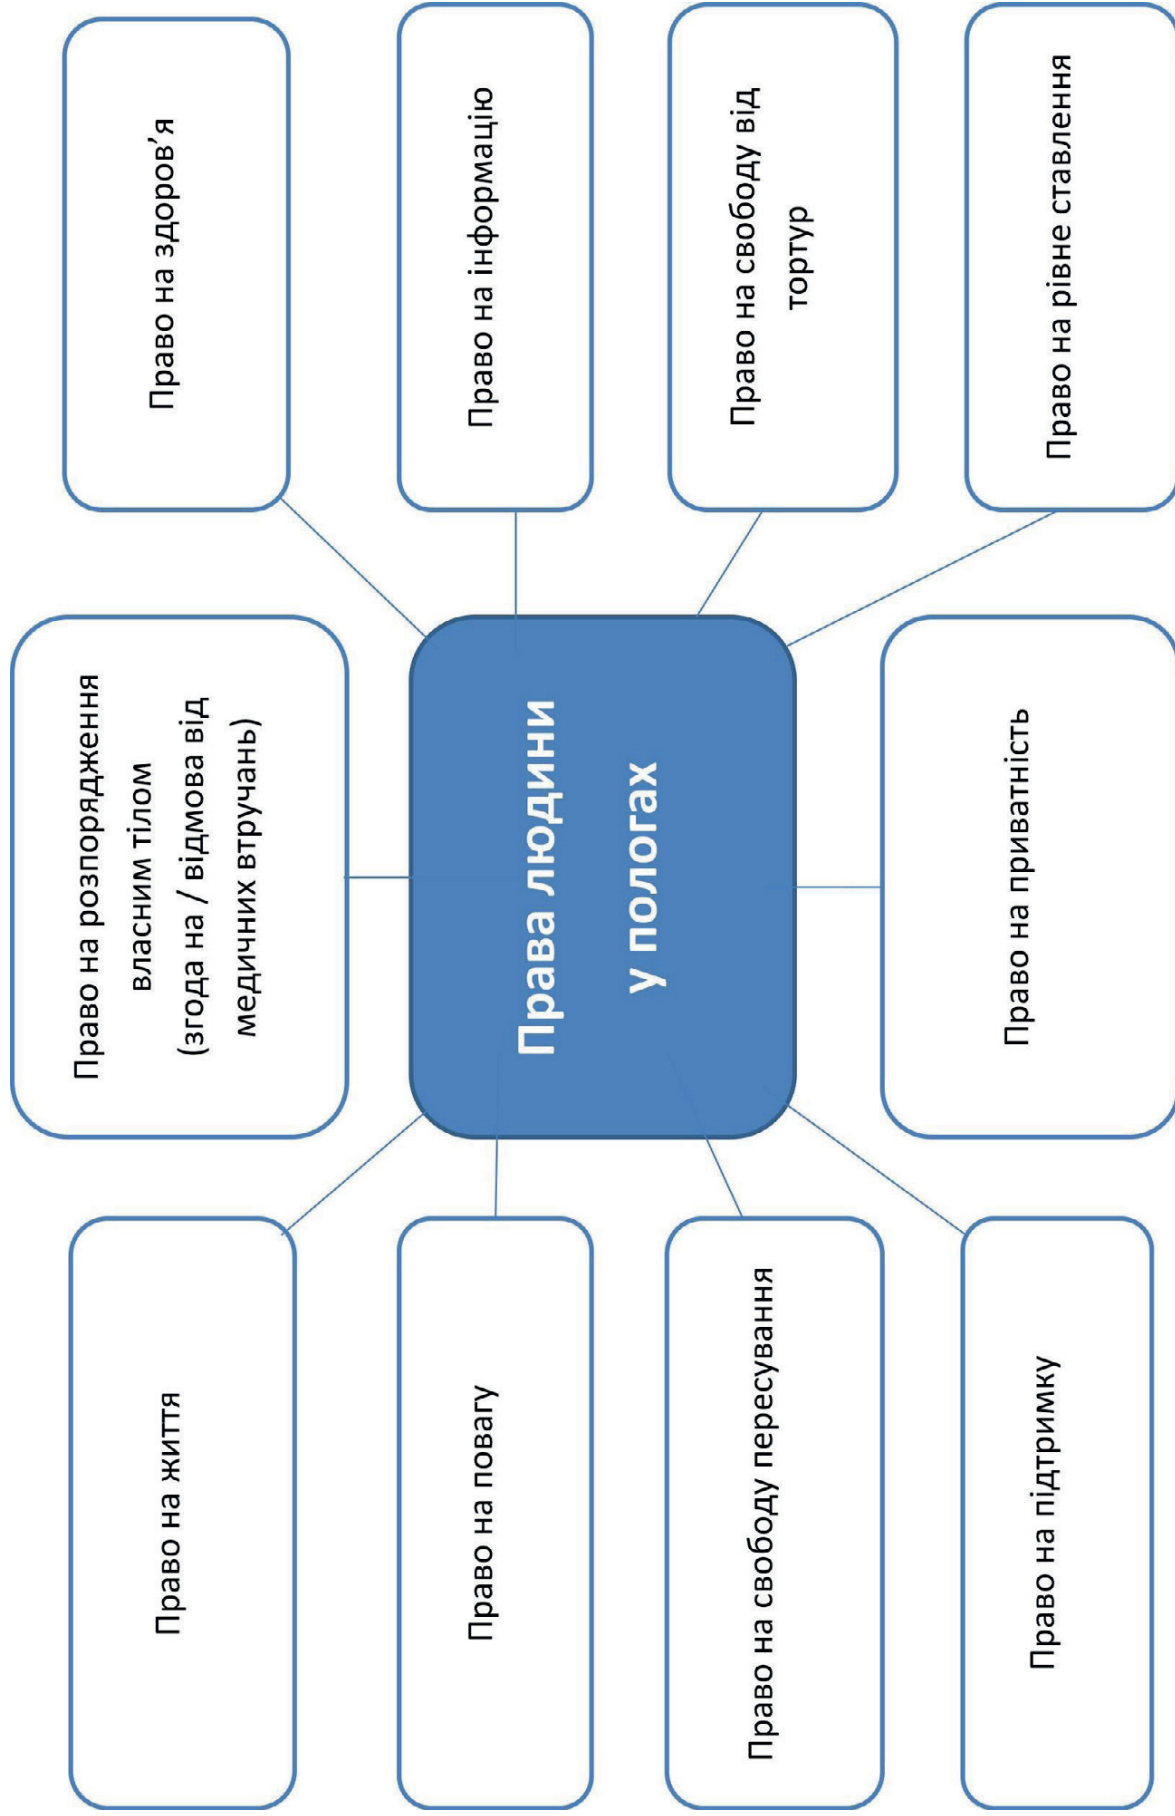 Право на життя
Право на розпорядження
власним тілом
(згода на / відмова від
медичних втручань)
Право на здоров’я
Право на повагу
Права людини
у пологах
Право на інформацію
Право на свободу пересування
Право на свободу від
тортур
Право на підтримку
Право на приватність
Право на рівне ставлення